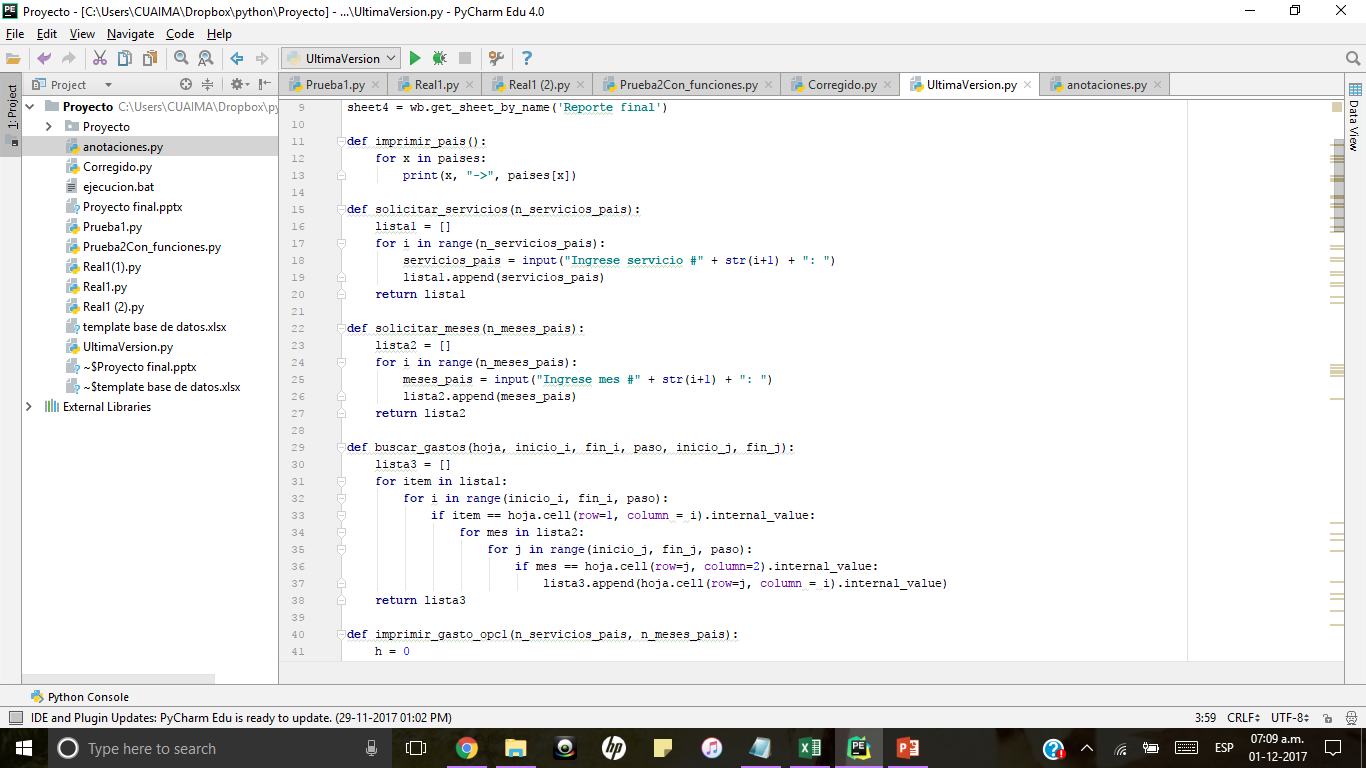 Proyecto - [C:\Users\CUAIMA\Dropbox\python\Proyecto] - ...\UltimaVersion.py - PyCharm Edu 4.0
File Edit View Navigate Code Help
UltimaVersion
Project
Prueba1.py
Real1.py
Real1 (2).py
Prueba2Con_funciones.py
Corregido.py
UltimaVersion.py
anotaciones.py
1: Project
Proyecto C:\Users\CUAIMA\Dropbox\py
Proyecto
anotaciones.py
Corregido.py
ejecucion.bat
Proyecto final.pptx
Prueba1.py
Prueba2Con_funciones.py
Real1(1).py
Real1.py
Real1 (2).py
template base de datos.xlsx
UltimaVersion.py
~$Proyecto final.pptx
~$template base de datos.xlsx
External Libraries
9 sheet4 = wb.get_sheet_by_name('Reporte final')
10
11 def imprimir_pais():
12 for x in paises:
13 print(x, "->", paises[x])
14
15 def solicitar_servicios(n_servicios_pais):
16 lista1 = []
17 for i in range(n_servicios_pais):
18 servicios_pais = input("Ingrese servicio #" + str(i+1) + ": ")
19 lista1.append(servicios_pais)
20 return lista1
21
22 def solicitar_meses(n_meses_pais):
23 lista2 = []
24 for i in range(n_meses_pais):
25 meses_pais = input("Ingrese mes #" + str(i+1) + ": ")
26 lista2.append(meses_pais)
27 return lista2
28
29 def buscar_gastos(hoja, inicio_i, fin_i, paso, inicio_j, fin_j):
30 lista3 = []
31 for item in lista1:
32 for i in range(inicio_i, fin_i, paso):
33 if item == hoja.cell(row=1, column = i).internal_value:
34 for mes in lista2:
35 for j in range(inicio_j, fin_j, paso):
36 if mes == hoja.cell(row=j, column=2).internal_value:
37 lista3.append(hoja.cell(row=j, column = i).internal_value)
38 return lista3
39
40 def imprimir_gasto_opc1(n_servicios_pais, n_meses_pais):
41 h = 0
Data View
Python Console
IDE and Plugin Updates: PyCharm Edu is ready to update. (29-11-2017 01:02 PM)
3:59 CRLF UTF-8
Type here to search
ESP
07:09 a.m.
01-12-2017